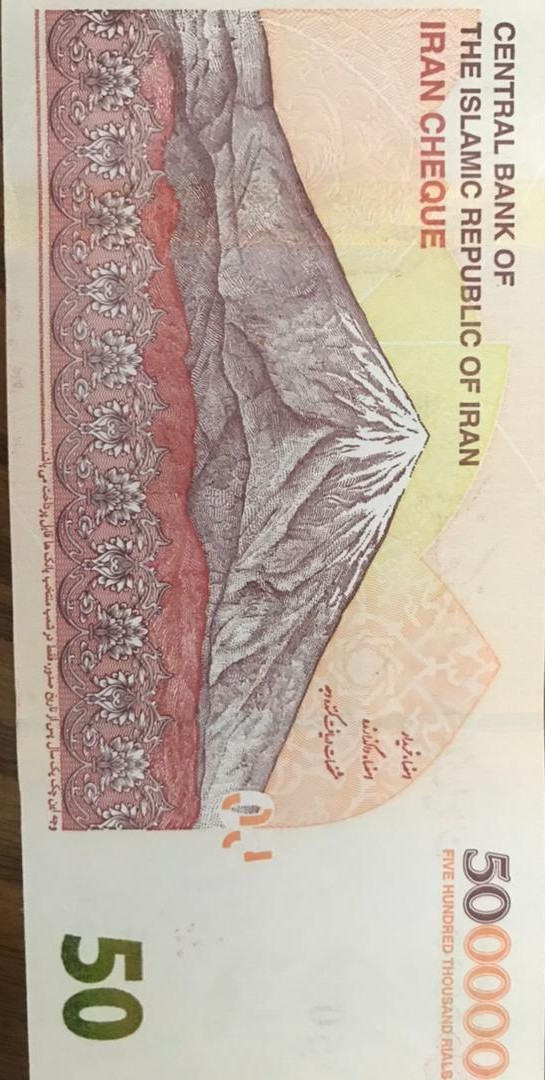 CENTRAL BANK OF
THE ISLAMIC REPUBLIC OF IRAN
IRAN CHEQUE
500000
FIVE HUNDRED THOUSAND RIALS
امضاء خریدار
امضاء واگذارنده
مشخصات دریافت کننده وجه
50
وجه این چک یک سال پس از تاریخ صدور، فقط در شعب منتخب بانک ها قابل پرداخت می باشد.